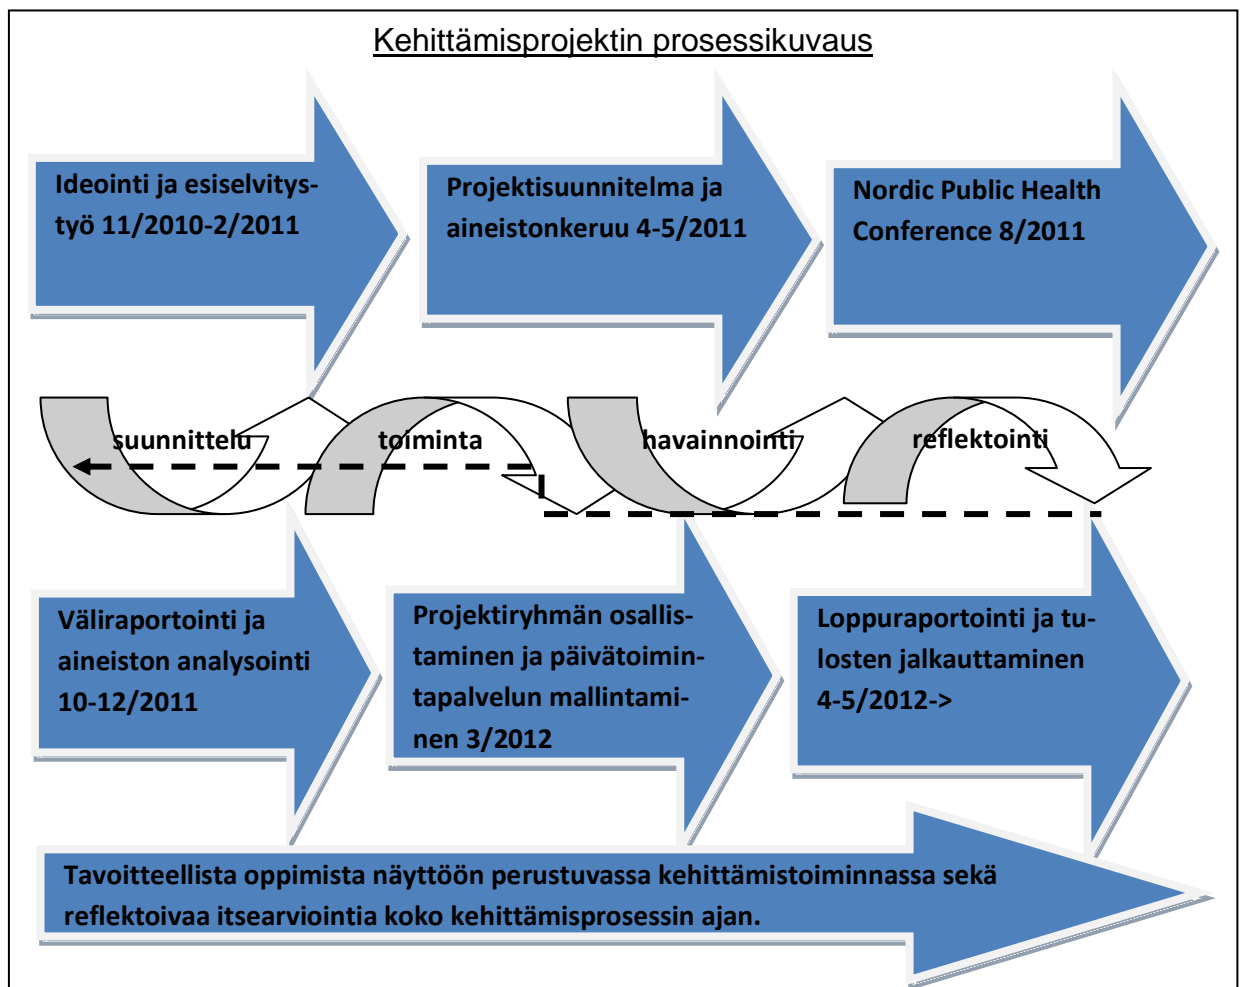 Kehittämisprojektin prosessikuvaus
Ideointi ja esiselvitys-
työ 11/2010-2/2011
Projektisuunnitelma ja
aineistonkeruu 4-5/2011
Nordic Public Health
Conference 8/2011
suunnittelu
toiminta
havainnointi
reflektointi
Väliraportointi ja
aineiston analysointi
10-12/2011
Projektiryhmän osallis-
taminen ja päivätoimin-
tapalvelun mallintami-
nen 3/2012
Loppuraportointi ja tu-
losten jalkauttaminen
4-5/2012->
Tavoitteellista oppimista näyttöön perustuvassa kehittämistoiminnassa sekä
reflektoivaa itsearviointia koko kehittämisprosessin ajan.